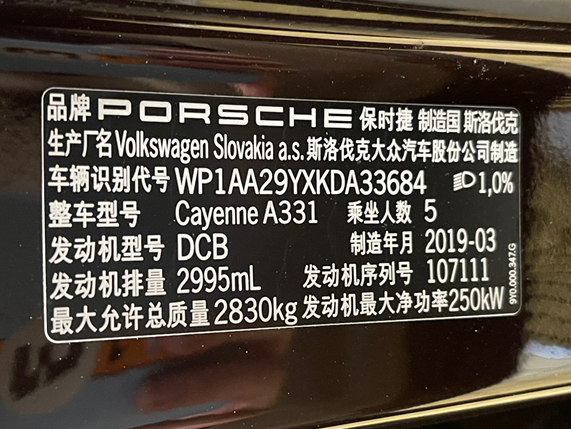 品牌 PORSCHE 保时捷 制造国 斯洛伐克
生产厂名 Volkswagen Slovakia a.s. 斯洛伐克大众汽车股份公司制造
车辆识别代号 WP1AA29YXKDA33684 1,0%
整车型号 Cayenne A331 乘坐人数 5
发动机型号 DCB 制造年月 2019-03
发动机排量 2995mL 发动机序列号 107111
最大允许总质量 2830kg 发动机最大净功率 250kW
9Y0.000.347.G